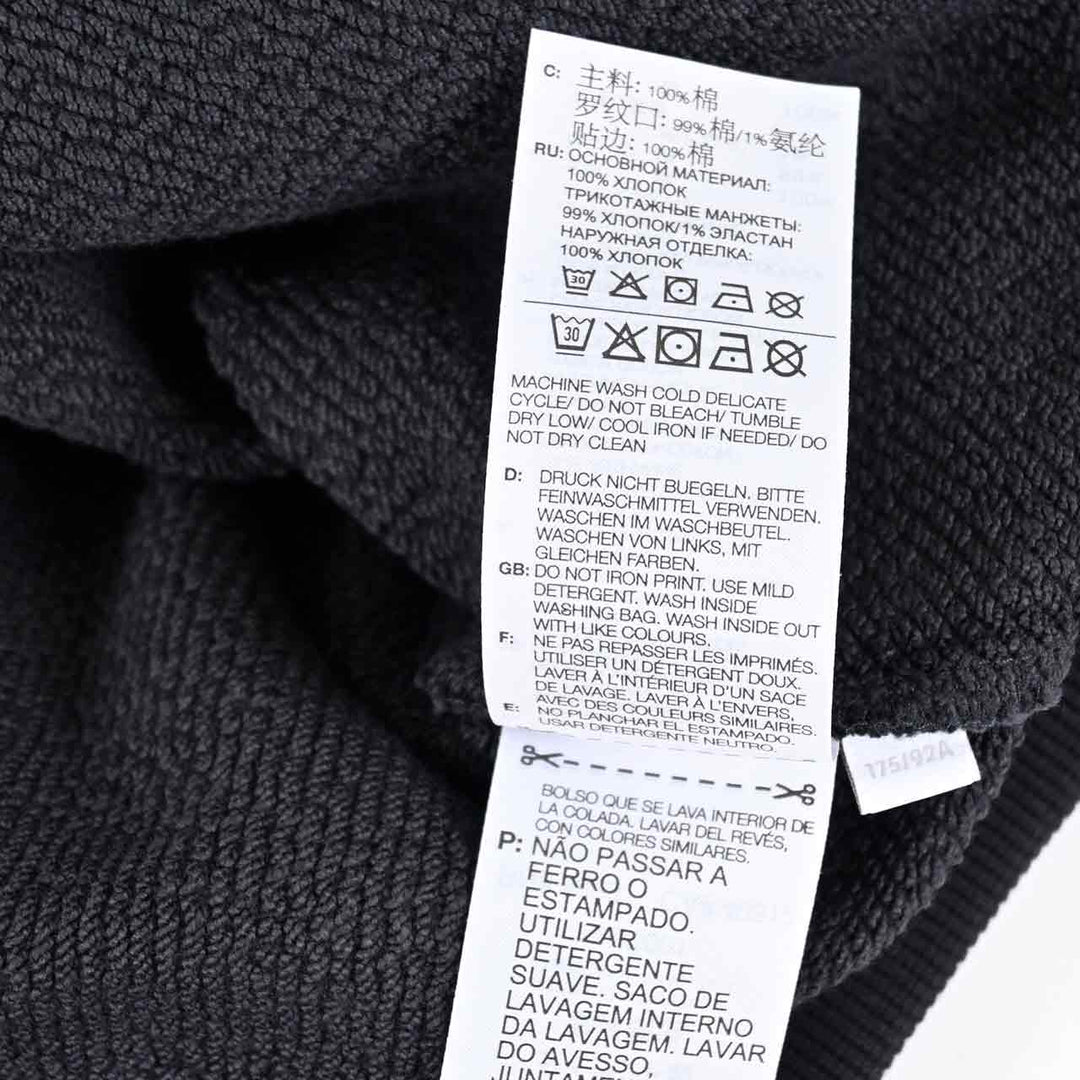 C: 主料: 100%棉
罗纹口: 99%棉/1%氨纶
贴边: 100%棉
RU: ОСНОВНОЙ МАТЕРИАЛ:
100% ХЛОПОК
ТРИКОТАЖНЫЕ МАНЖЕТЫ:
99% ХЛОПОК/1% ЭЛАСТАН
НАРУЖНАЯ ОТДЕЛКА:
100% ХЛОПОК
30
30
MACHINE WASH COLD DELICATE
CYCLE/ DO NOT BLEACH/ TUMBLE
DRY LOW/ COOL IRON IF NEEDED/ DO
NOT DRY CLEAN
D: DRUCK NICHT BUEGELN. BITTE
FEINWASCHMITTEL VERWENDEN.
WASCHEN IM WASCHBEUTEL.
WASCHEN VON LINKS, MIT
GLEICHEN FARBEN.
GB: DO NOT IRON PRINT. USE MILD
DETERGENT. WASH INSIDE
WASHING BAG. WASH INSIDE OUT
WITH LIKE COLOURS.
F: NE PAS REPASSER LES IMPRIMÉS.
UTILISER UN DÉTERGENT DOUX.
LAVER À L'INTÉRIEUR D'UN SACE
DE LAVAGE. LAVER À L'ENVERS,
AVEC DES COULEURS SIMILAIRES.
E: NO PLANCHAR EL ESTAMPADO.
USAR DETERGENTE NEUTRO.
BOLSO QUE SE LAVA INTERIOR DE
LA COLADA. LAVAR DEL REVÉS,
CON COLORES SIMILARES.
P: NÃO PASSAR A
FERRO O
ESTAMPADO.
UTILIZAR
DETERGENTE
SUAVE. SACO DE
LAVAGEM INTERNO
DA LAVAGEM. LAVAR
DO AVESSO,
175/92A